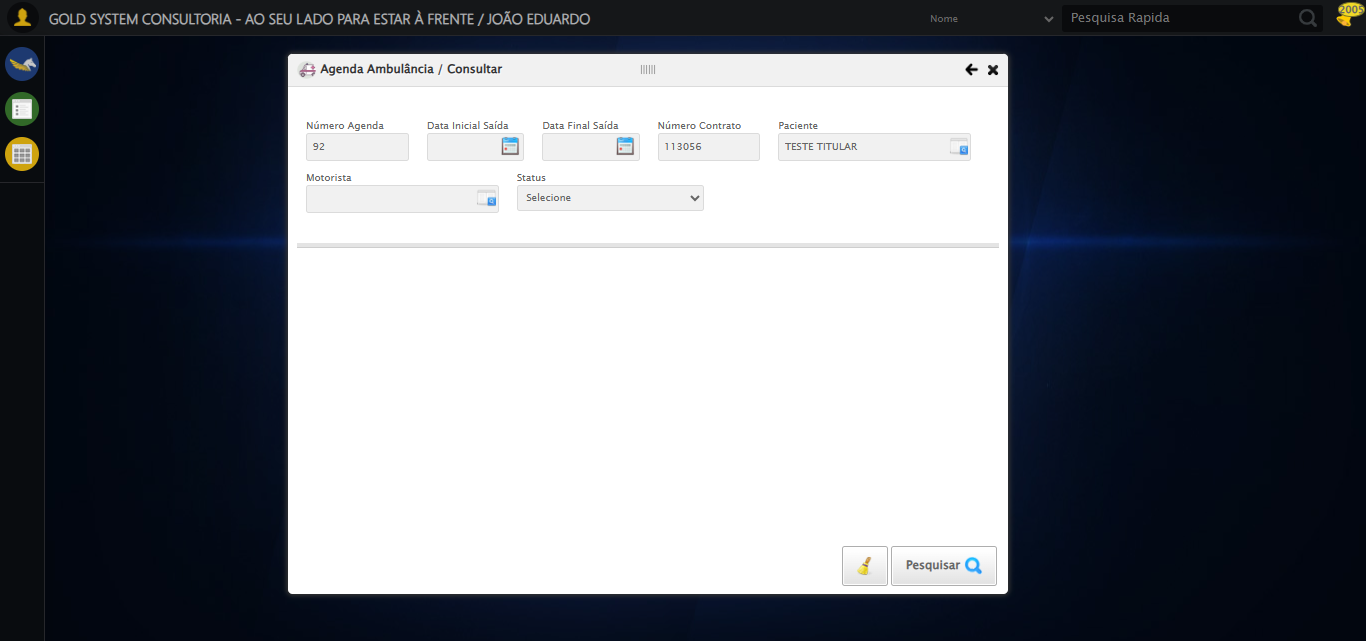 GOLD SYSTEM CONSULTORIA - AO SEU LADO PARA ESTAR À FRENTE / JOÃO EDUARDO
Nome
Pesquisa Rapida
2005
Agenda Ambulância / Consultar
Número Agenda
Data Inicial Saída
Data Final Saída
Número Contrato
Paciente
92
113056
TESTE TITULAR
Motorista
Status
Selecione
Pesquisar